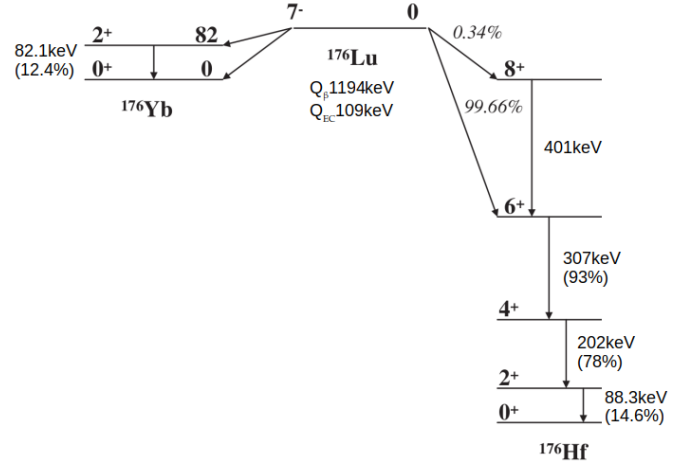 7- 0
2+ 82
82.1keV
(12.4%)
0+ 0
176Yb
176Lu
Qβ1194keV
QEC109keV
0.34%
8+
99.66%
401keV
6+
307keV
(93%)
4+
202keV
(78%)
2+
88.3keV
(14.6%)
0+
176Hf